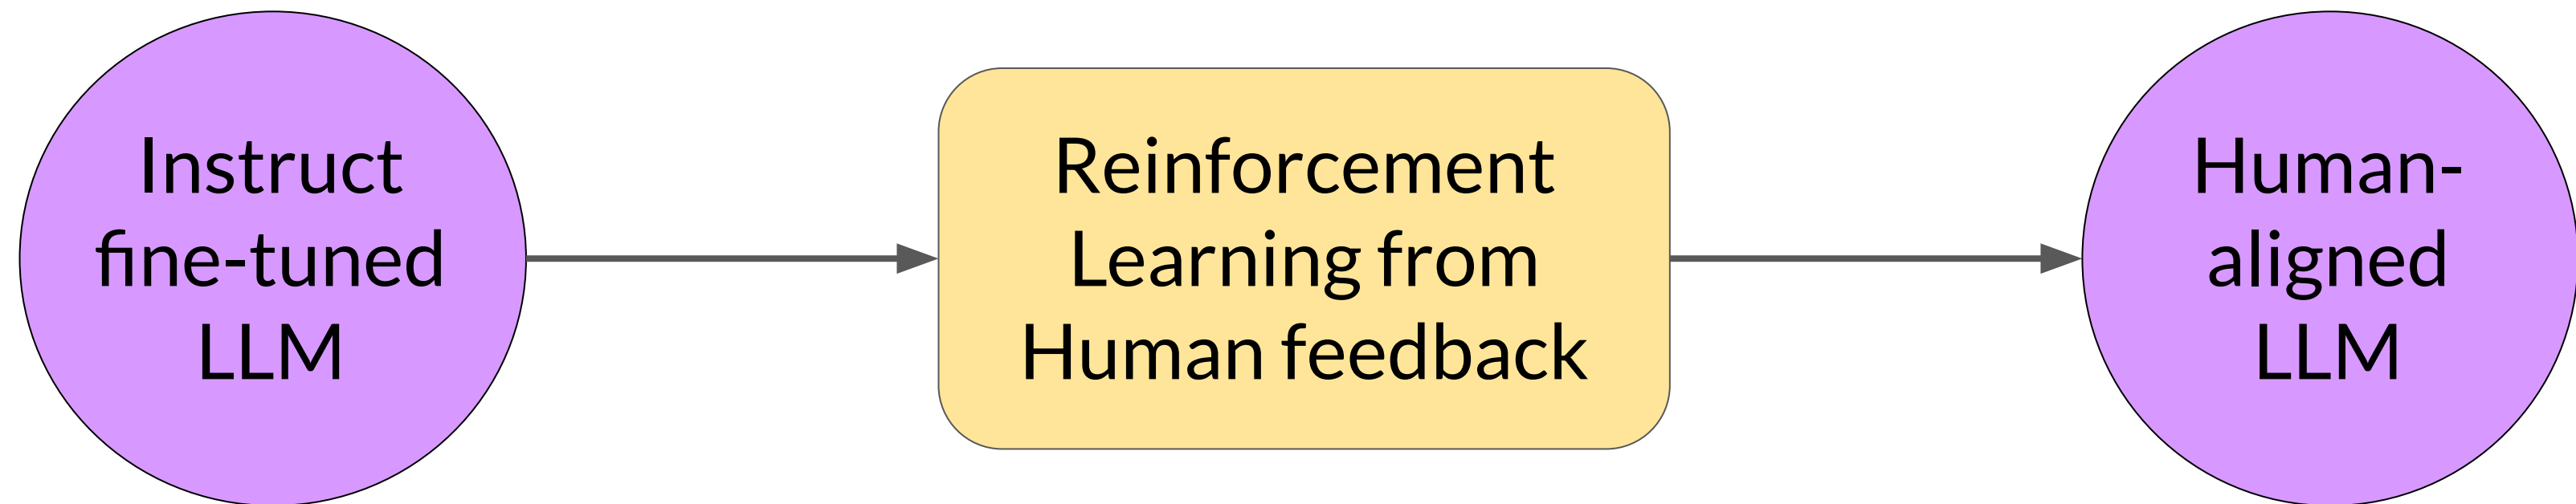 Instruct
fine-tuned
LLM
Reinforcement
Learning from
Human feedback
Human-
aligned
LLM